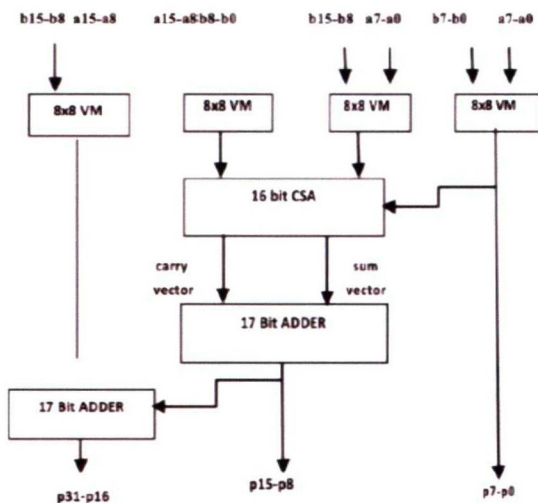 b15-b8 a15-a8 a15-a8b8-b0 b15-b8 a7-a0 b7-b0 a7-a0
8x8 VM 8x8 VM 8x8 VM 8x8 VM
16 bit CSA
carry vector
sum vector
17 Bit ADDER
17 Bit ADDER
p31-p16 p15-p8 p7-p0